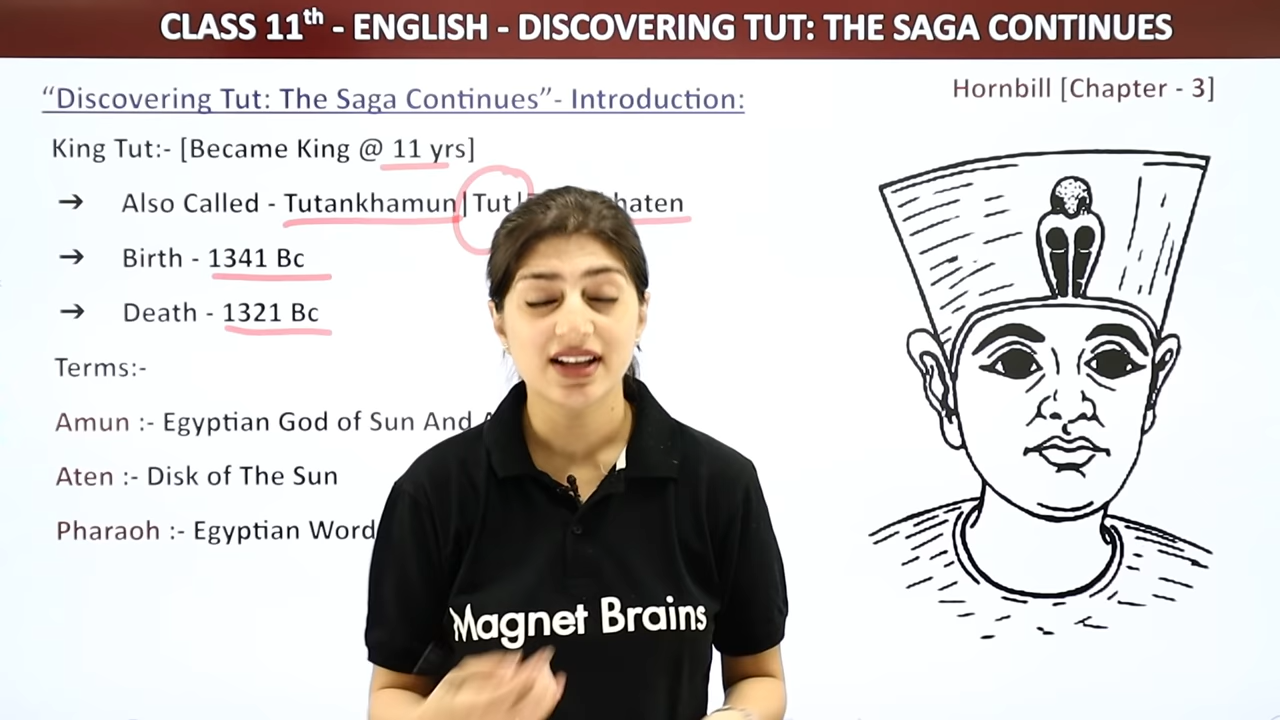 CLASS 11th - ENGLISH - DISCOVERING TUT: THE SAGA CONTINUES
“Discovering Tut: The Saga Continues”- Introduction:
Hornbill [Chapter - 3]
King Tut:- [Became King @ 11 yrs]
➔ Also Called - Tutankhamun|Tut| haten
➔ Birth - 1341 Bc
➔ Death - 1321 Bc
Terms:-
Amun :- Egyptian God of Sun And
Aten :- Disk of The Sun
Pharaoh :- Egyptian Word
Magnet Brains